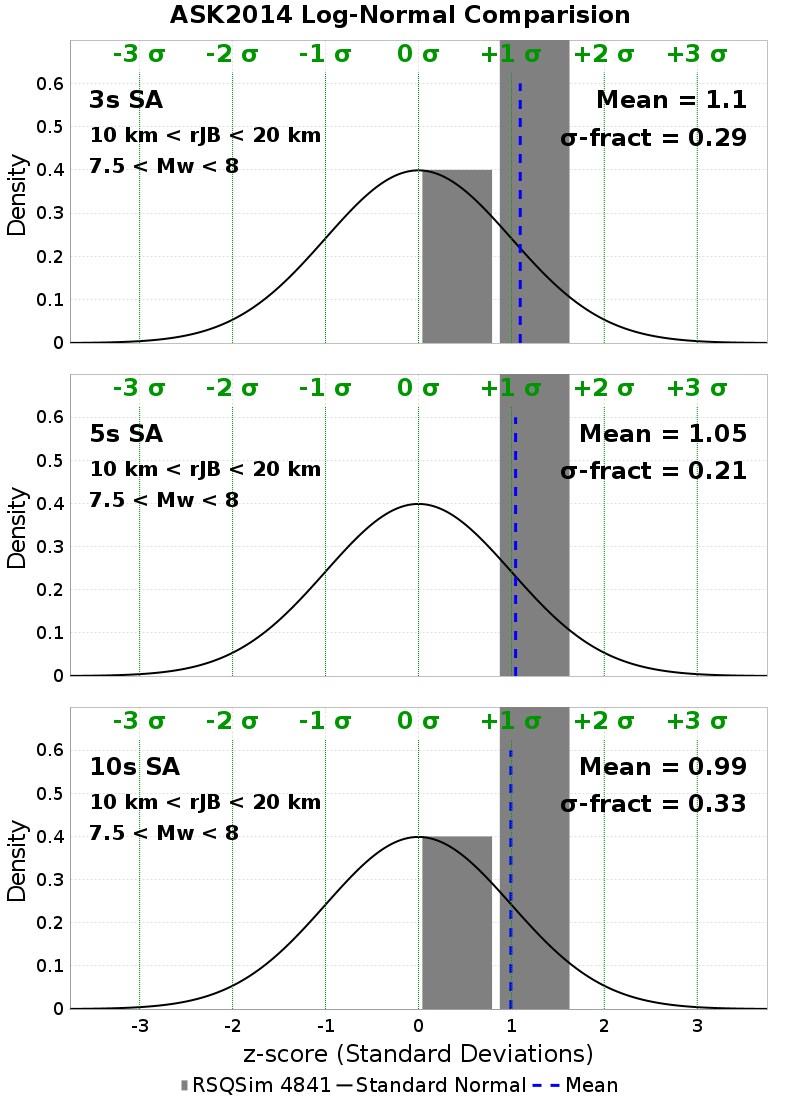 ASK2014 Log-Normal Comparision
-3 σ -2 σ -1 σ 0 σ +1 σ +2 σ +3 σ
3s SA
10 km < rJB < 20 km
7.5 < Mw < 8
Mean = 1.1
σ-fract = 0.29
Density
0.6
0.5
0.4
0.3
0.2
0.1
0
-3 σ -2 σ -1 σ 0 σ +1 σ +2 σ +3 σ
5s SA
10 km < rJB < 20 km
7.5 < Mw < 8
Mean = 1.05
σ-fract = 0.21
Density
0.6
0.5
0.4
0.3
0.2
0.1
0
-3 σ -2 σ -1 σ 0 σ +1 σ +2 σ +3 σ
10s SA
10 km < rJB < 20 km
7.5 < Mw < 8
Mean = 0.99
σ-fract = 0.33
Density
0.6
0.5
0.4
0.3
0.2
0.1
0
-3 -2 -1 0 1 2 3
z-score (Standard Deviations)
RSQSim 4841 Standard Normal Mean